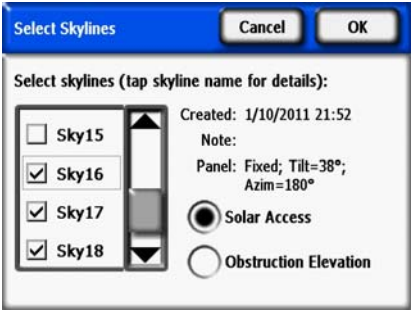 Select Skylines
Cancel
OK
Select skylines (tap skyline name for details):
Sky15
Sky16
Sky17
Sky18
Created: 1/10/2011 21:52
Note:
Panel: Fixed; Tilt=38°;
Azim=180°
Solar Access
Obstruction Elevation